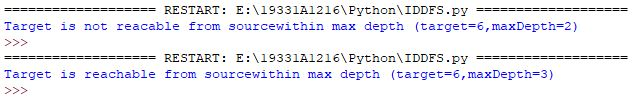 =================== RESTART: E:\19331A1216\Python\IDDFS.py ===================
Target is not reacable from sourcewithin max depth (target=6,maxDepth=2)
>>>
=================== RESTART: E:\19331A1216\Python\IDDFS.py ===================
Target is reachable from sourcewithin max depth (target=6,maxDepth=3)
>>>